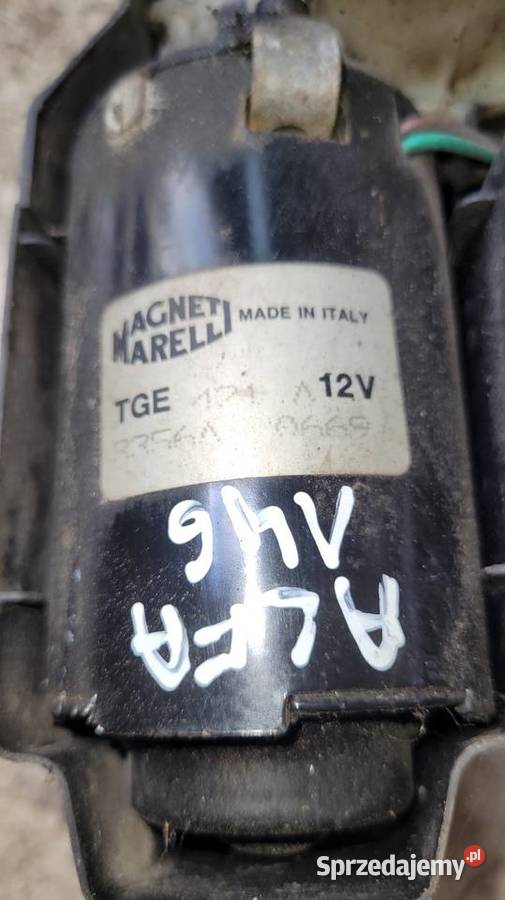 MAGNETI MARELLI MADE IN ITALY
TGE A 12V
ALFA
146
Sprzedajemy.pl